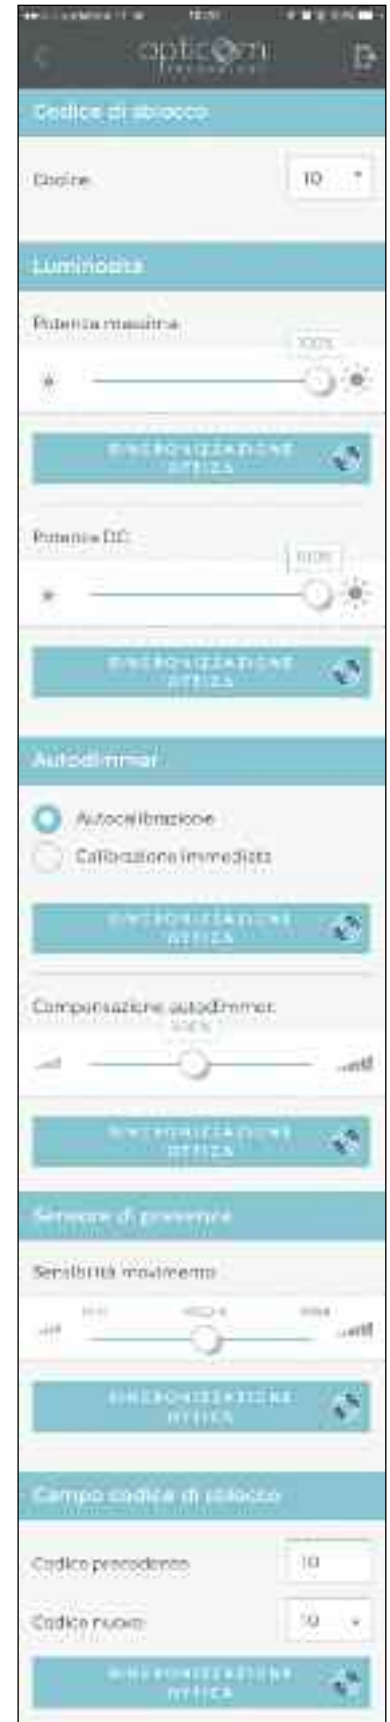 opticom
Codice di sblocco
Codice
10
Luminosità
Potenza massima
100%
SINCRONIZZAZIONE
OTTICA
Potenza DC
100%
SINCRONIZZAZIONE
OTTICA
Autodimmer
Autocalibrazione
Calibrazione immediata
SINCRONIZZAZIONE
OTTICA
Compensazione autodimmer
SINCRONIZZAZIONE
OTTICA
Sensore di presenza
Sensibilità movimento
SINCRONIZZAZIONE
OTTICA
Campo codice di sblocco
Codice precedente
10
Codice nuovo
10
SINCRONIZZAZIONE
OTTICA